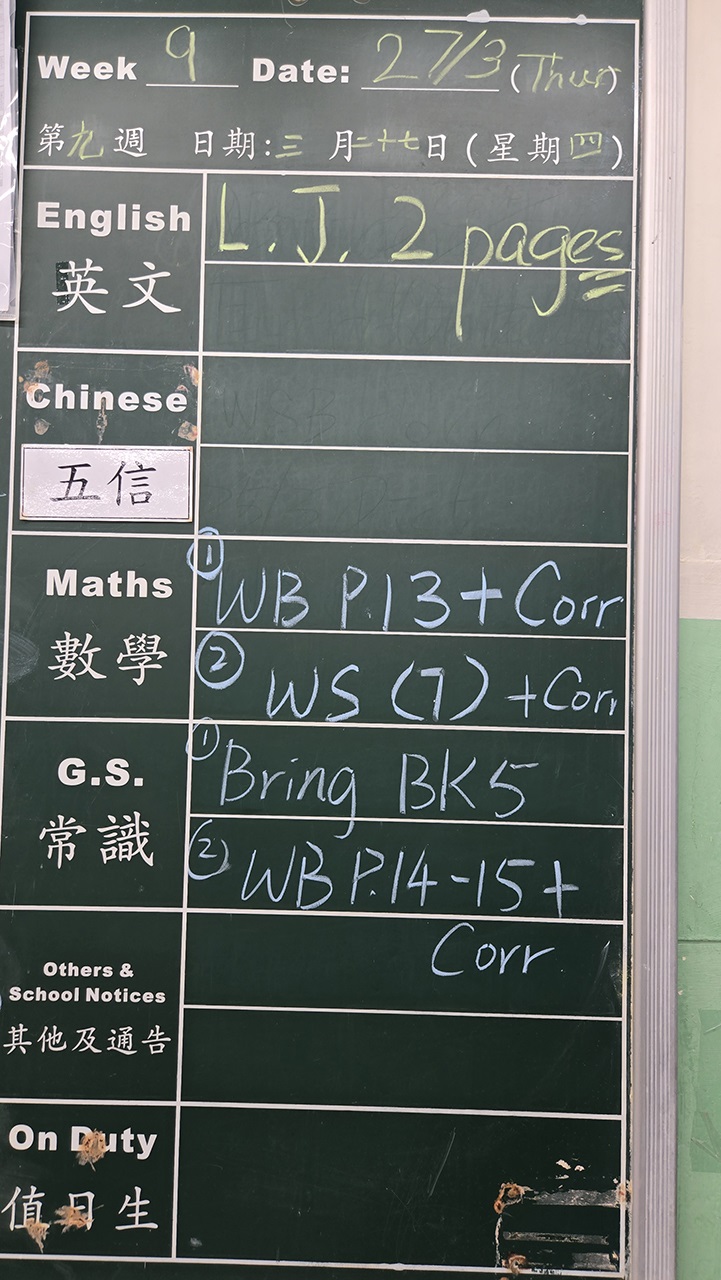 Week 9 Date: 27/3 (Thur)
第九週 日期:三月二十七日(星期四)
English L.J. 2 pages
英文
Chinese
五信
Maths ① WB P.13 + Corr
數學 ② WS (7) + Corr
G.S. ① Bring BK5
常識 ② WB P.14-15 +
Corr
Others &
School Notices
其他及通告
On Duty
值日生